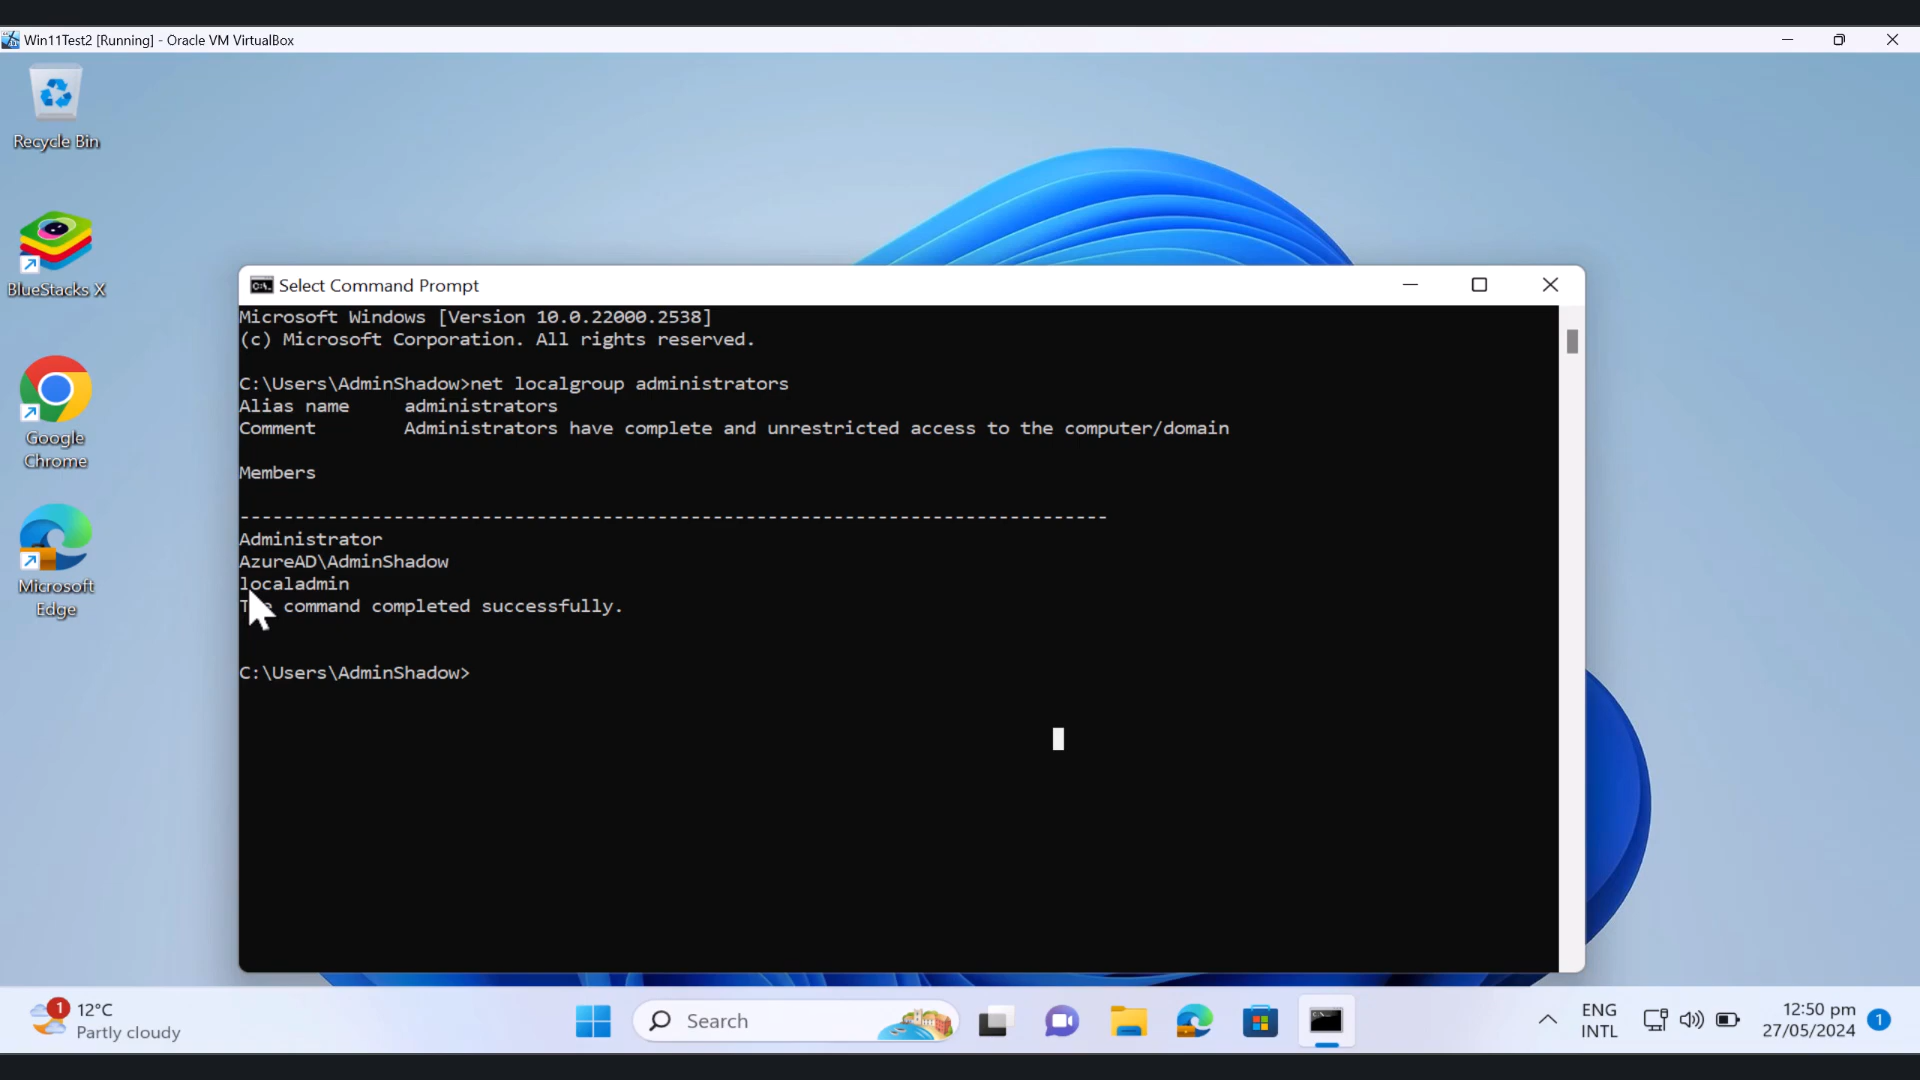 Win11Test2 [Running] - Oracle VM VirtualBox
Recycle Bin
BlueStacks X
Google
Chrome
Microsoft
Edge
Select Command Prompt
Microsoft Windows [Version 10.0.22000.2538]
(c) Microsoft Corporation. All rights reserved.
C:\Users\AdminShadow>net localgroup administrators
Alias name     administrators
Comment        Administrators have complete and unrestricted access to the computer/domain
Members
-------------------------------------------------------------------------------
Administrator
AzureAD\AdminShadow
localadmin
The command completed successfully.
C:\Users\AdminShadow>
1
12°C
Partly cloudy
Search
ENG
INTL
12:50 pm
27/05/2024
1